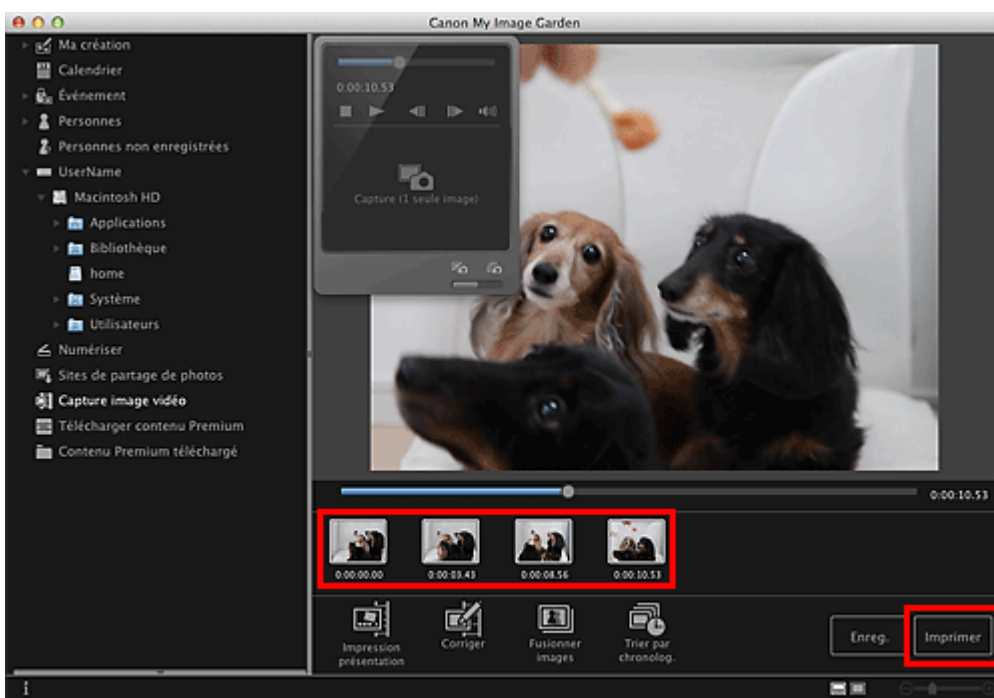 Canon My Image Garden
Ma création
Calendrier
Événement
Personnes
Personnes non enregistrées
UserName
Macintosh HD
Applications
Bibliothèque
home
Système
Utilisateurs
Numériser
Sites de partage de photos
Capture image vidéo
Télécharger contenu Premium
Contenu Premium téléchargé
0:00:10.53
Capture (1 seule image)
0:00:10.53
0:00:00.00
0:00:03.43
0:00:08.56
0:00:10.53
Impression
présentation
Corriger
Fusionner
images
Trier par
chronolog.
Enreg.
Imprimer